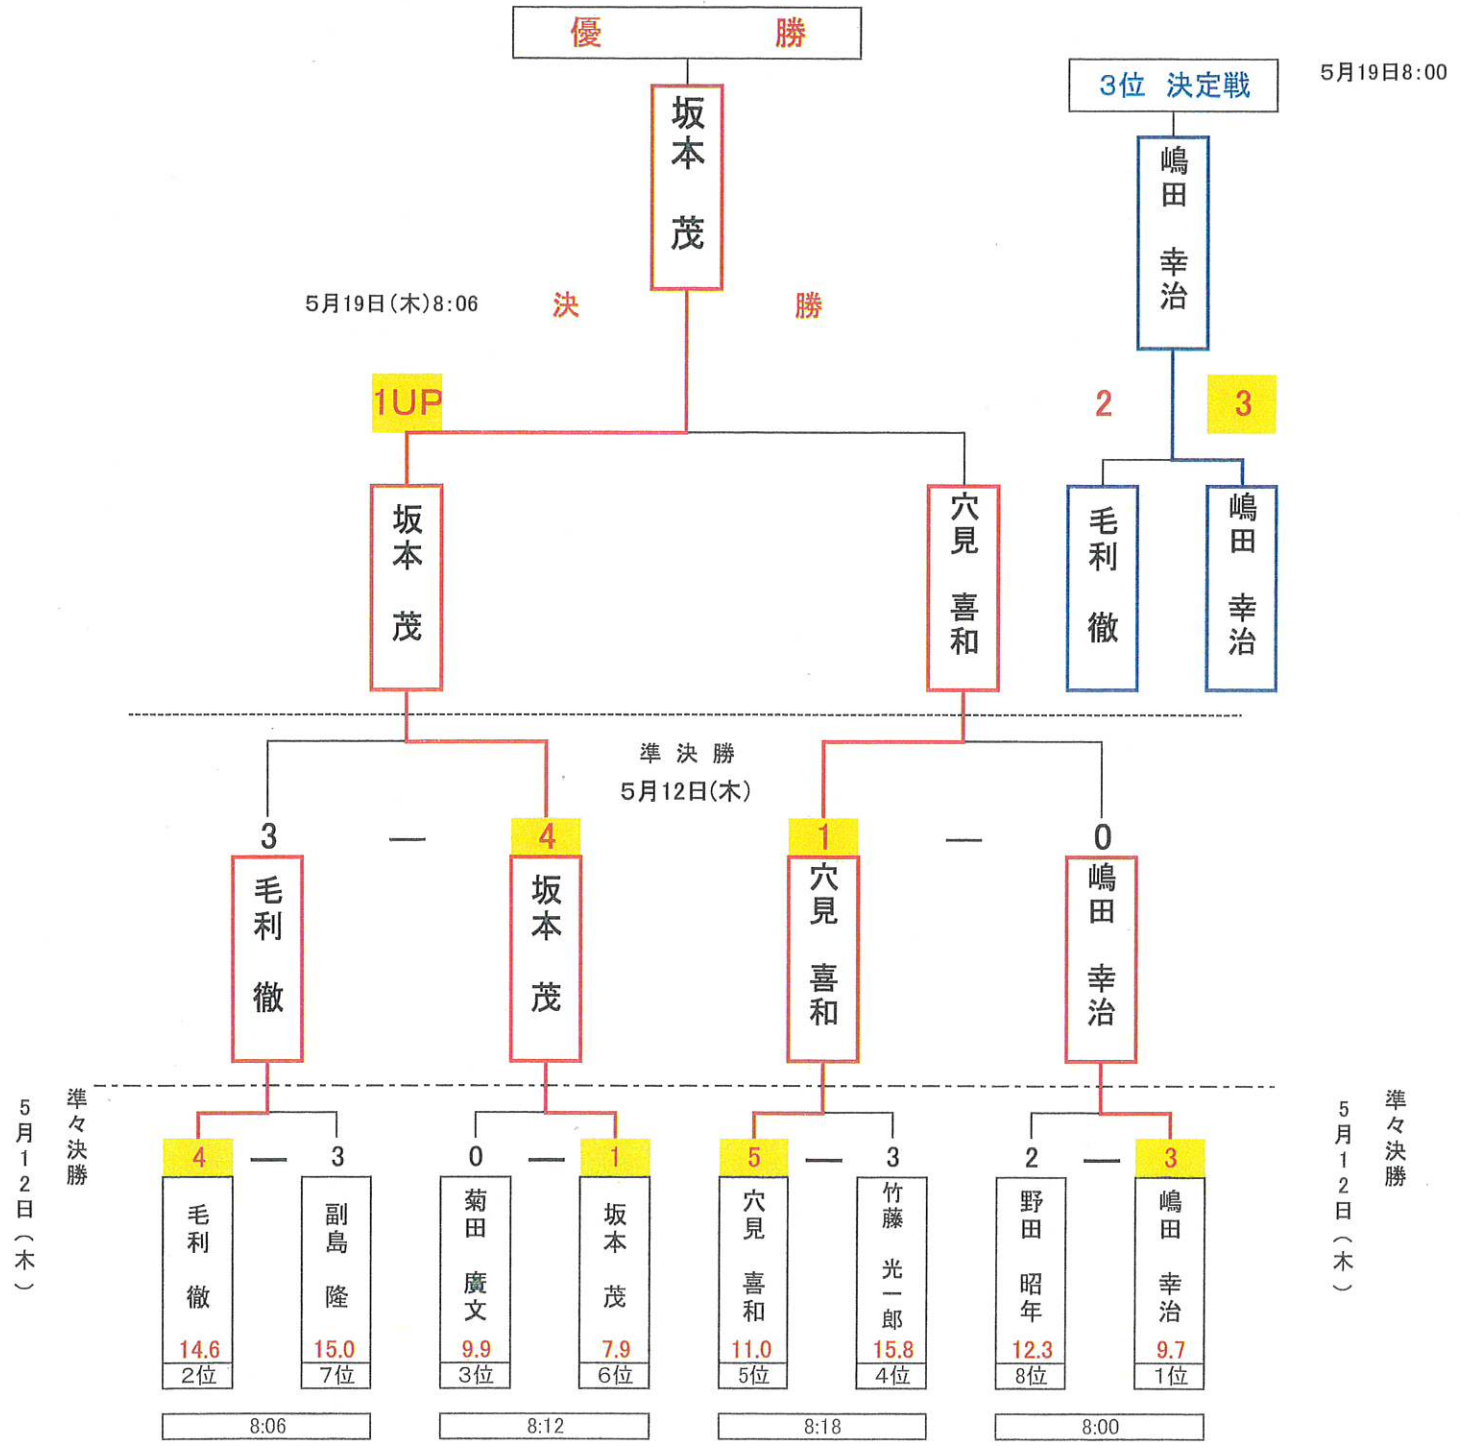 優 勝
3位 決定戦
5月19日8:00
坂本 茂
嶋田 幸治
5月19日(木)8:06
決 勝
1UP
2
3
坂本 茂
穴見 喜和
毛利 徹
嶋田 幸治
準 決 勝
5月12日(木)
3 — 4
1 — 0
毛利 徹
坂本 茂
穴見 喜和
嶋田 幸治
5月12日(木)
準々決勝
準々決勝
5月12日(木)
4 — 3
0 — 1
5 — 3
2 — 3
毛利 徹
副島 隆
菊田 廣文
坂本 茂
穴見 喜和
竹藤 光一郎
野田 昭年
嶋田 幸治
14.6 15.0 9.9 7.9 11.0 15.8 12.3 9.7
2位 7位 3位 6位 5位 4位 8位 1位
8:06 8:12 8:18 8:00